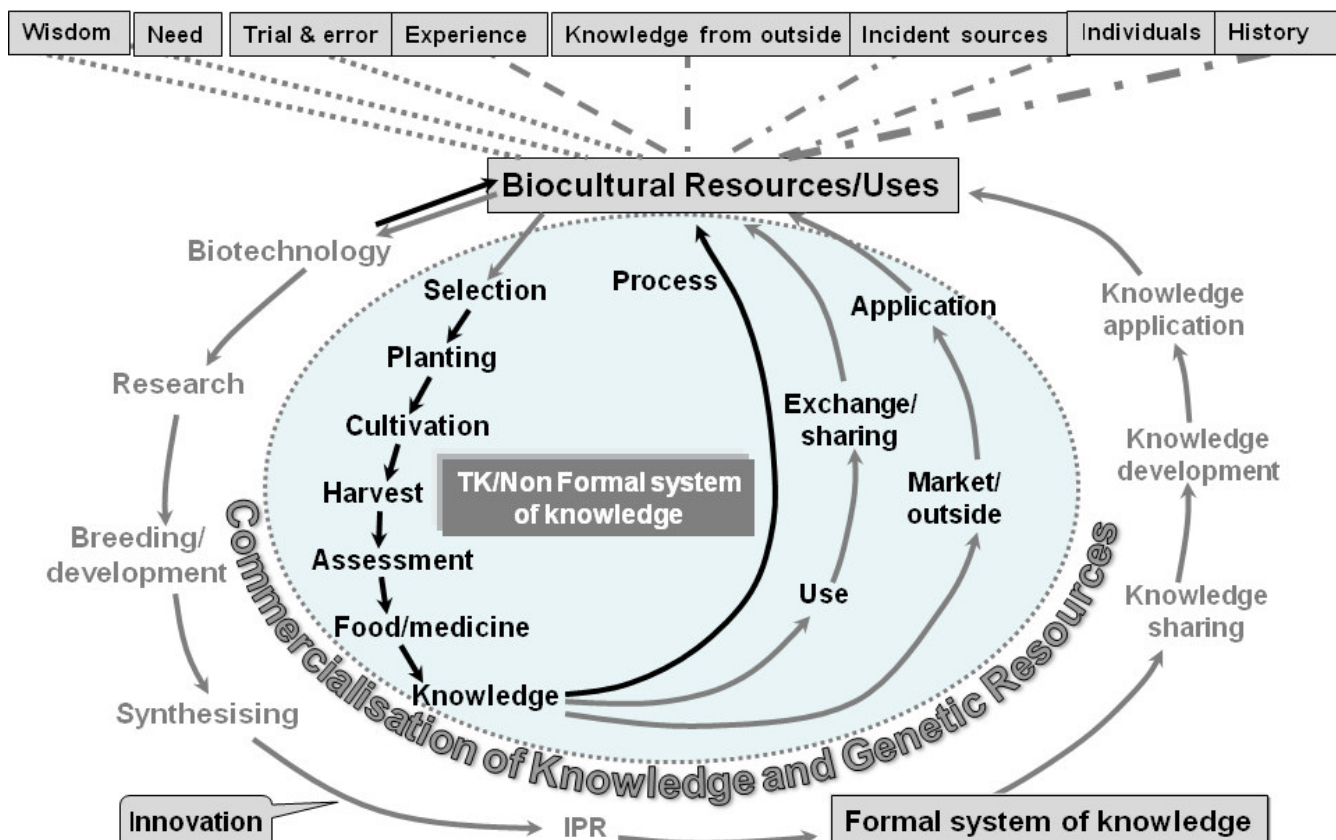 Wisdom
Need
Trial & error
Experience
Knowledge from outside
Incident sources
Individuals
History
Biocultural Resources/Uses
Biotechnology
Research
Breeding/
development
Synthesising
Innovation
IPR
Formal system of knowledge
Knowledge
sharing
Knowledge
development
Knowledge
application
Selection
Planting
Cultivation
Harvest
Assessment
Food/medicine
Knowledge
Process
TK/Non Formal system
of knowledge
Use
Exchange/
sharing
Market/
outside
Application
Commercialisation of Knowledge and Genetic Resources